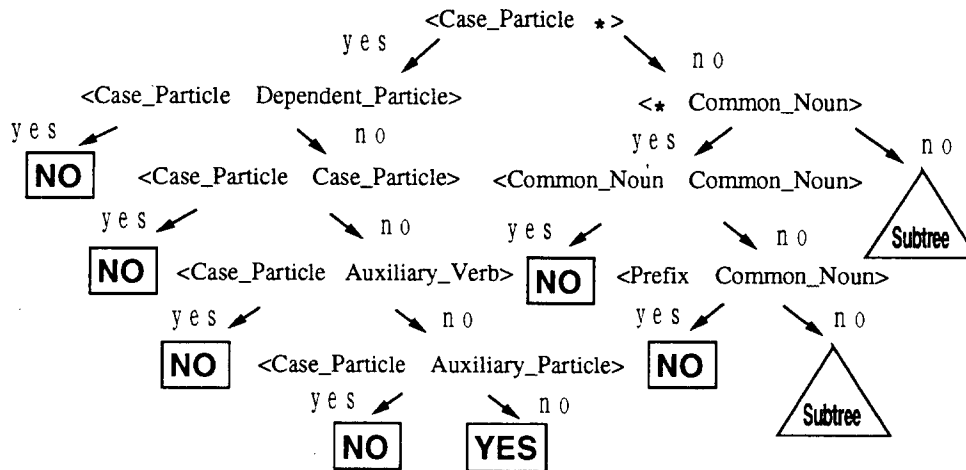 <Case_Particle * >
yes no
<Case_Particle Dependent_Particle> <* Common_Noun>
yes no yes no
NO <Case_Particle Case_Particle> <Common_Noun Common_Noun> Subtree
yes no yes no
NO <Case_Particle Auxiliary_Verb> NO <Prefix Common_Noun>
yes no yes no
NO <Case_Particle Auxiliary_Particle> NO Subtree
yes no
NO YES